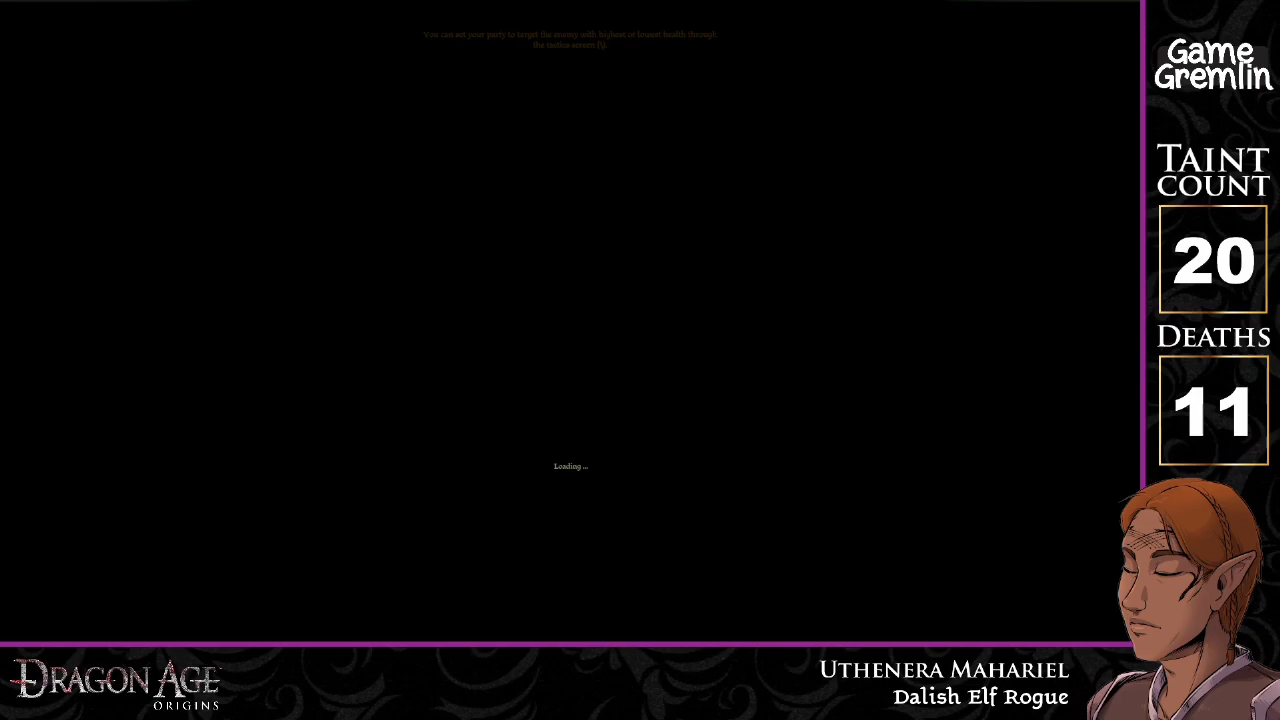 You can set your party to target the enemy with highest or lowest health through
the tactics screen [\].
Game
Gremlin
TAINT
COUNT
20
DEATHS
11
Loading ...
DRAGON AGE
ORIGINS
UTHENERA MAHARIEL
Dalish Elf Rogue